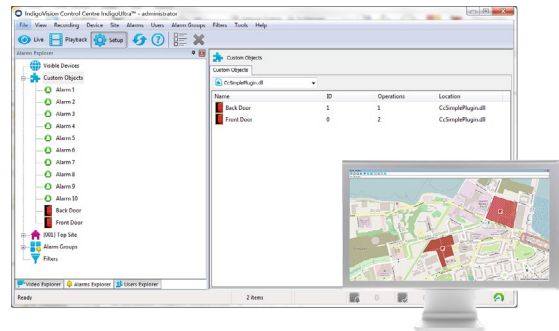 IndigoVision Control Centre IndigoUltra™ - administrator
File View Recording Device Site Alarms Users Alarm Groups Filters Tools Help
Live Playback Setup
Alarms Explorer
Visible Devices
Custom Objects
Alarm 1
Alarm 2
Alarm 3
Alarm 4
Alarm 5
Alarm 6
Alarm 7
Alarm 8
Alarm 9
Alarm 10
Back Door
Front Door
[001] Top Site
Alarm Groups
Filters
Video Explorer Alarms Explorer Users Explorer
Custom Objects
Custom Objects
CcSimplePlugin.dll
Name ID Operations Location
Back Door 1 1 CcSimplePlugin.dll
Front Door 0 2 CcSimplePlugin.dll
Ready 2 items 0